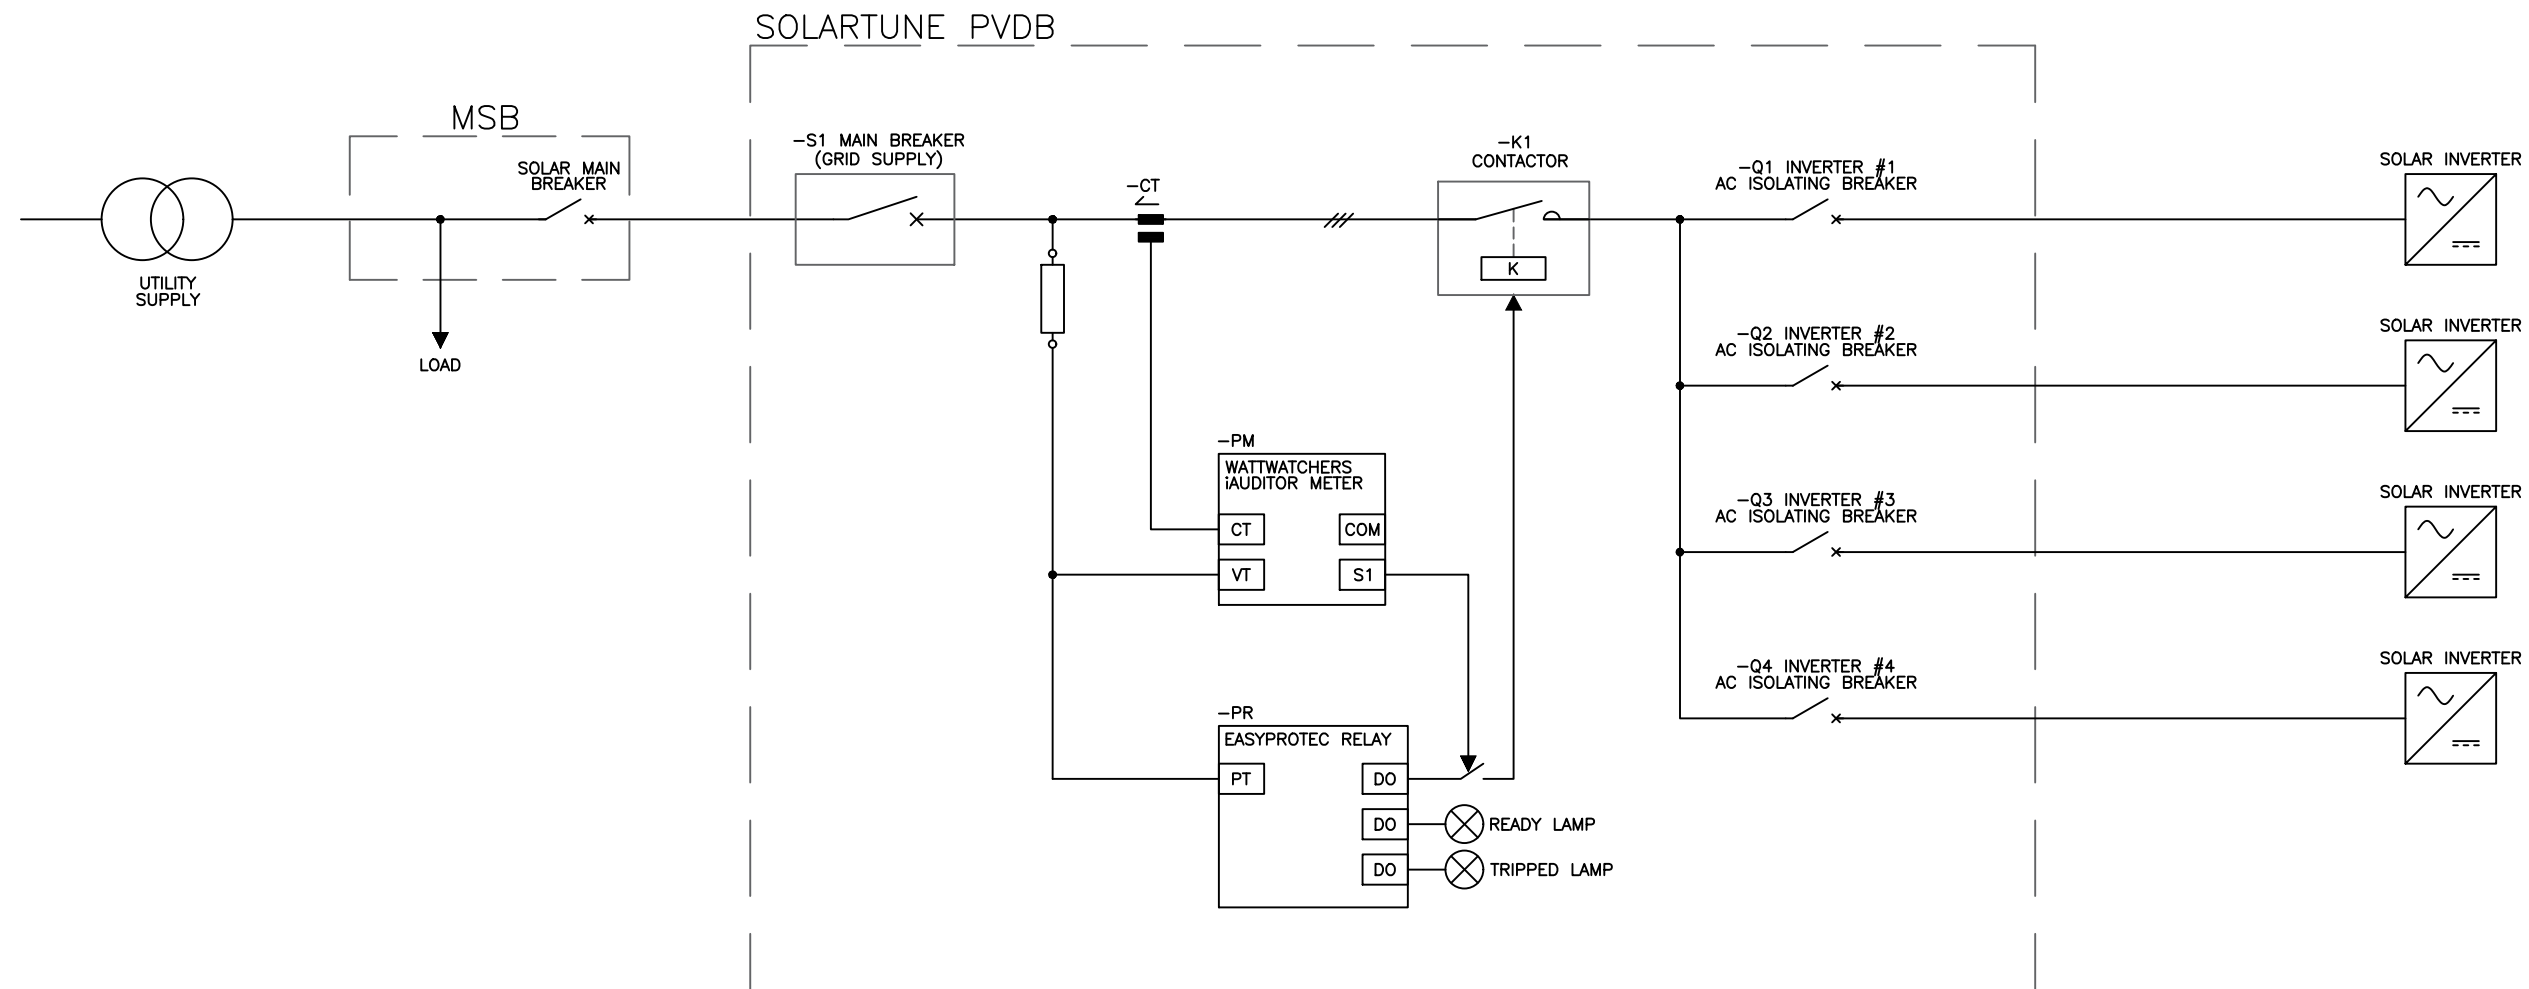 SOLARTUNE PVDB
MSB
SOLAR MAIN
BREAKER
UTILITY
SUPPLY
LOAD
-S1 MAIN BREAKER
(GRID SUPPLY)
-CT
-K1
CONTACTOR
K
-Q1 INVERTER #1
AC ISOLATING BREAKER
SOLAR INVERTER
-Q2 INVERTER #2
AC ISOLATING BREAKER
SOLAR INVERTER
-PM
WATTWATCHERS
iAUDITOR METER
CT
COM
VT
S1
-Q3 INVERTER #3
AC ISOLATING BREAKER
SOLAR INVERTER
-Q4 INVERTER #4
AC ISOLATING BREAKER
SOLAR INVERTER
-PR
EASYPROTEC RELAY
PT
DO
DO
READY LAMP
DO
TRIPPED LAMP